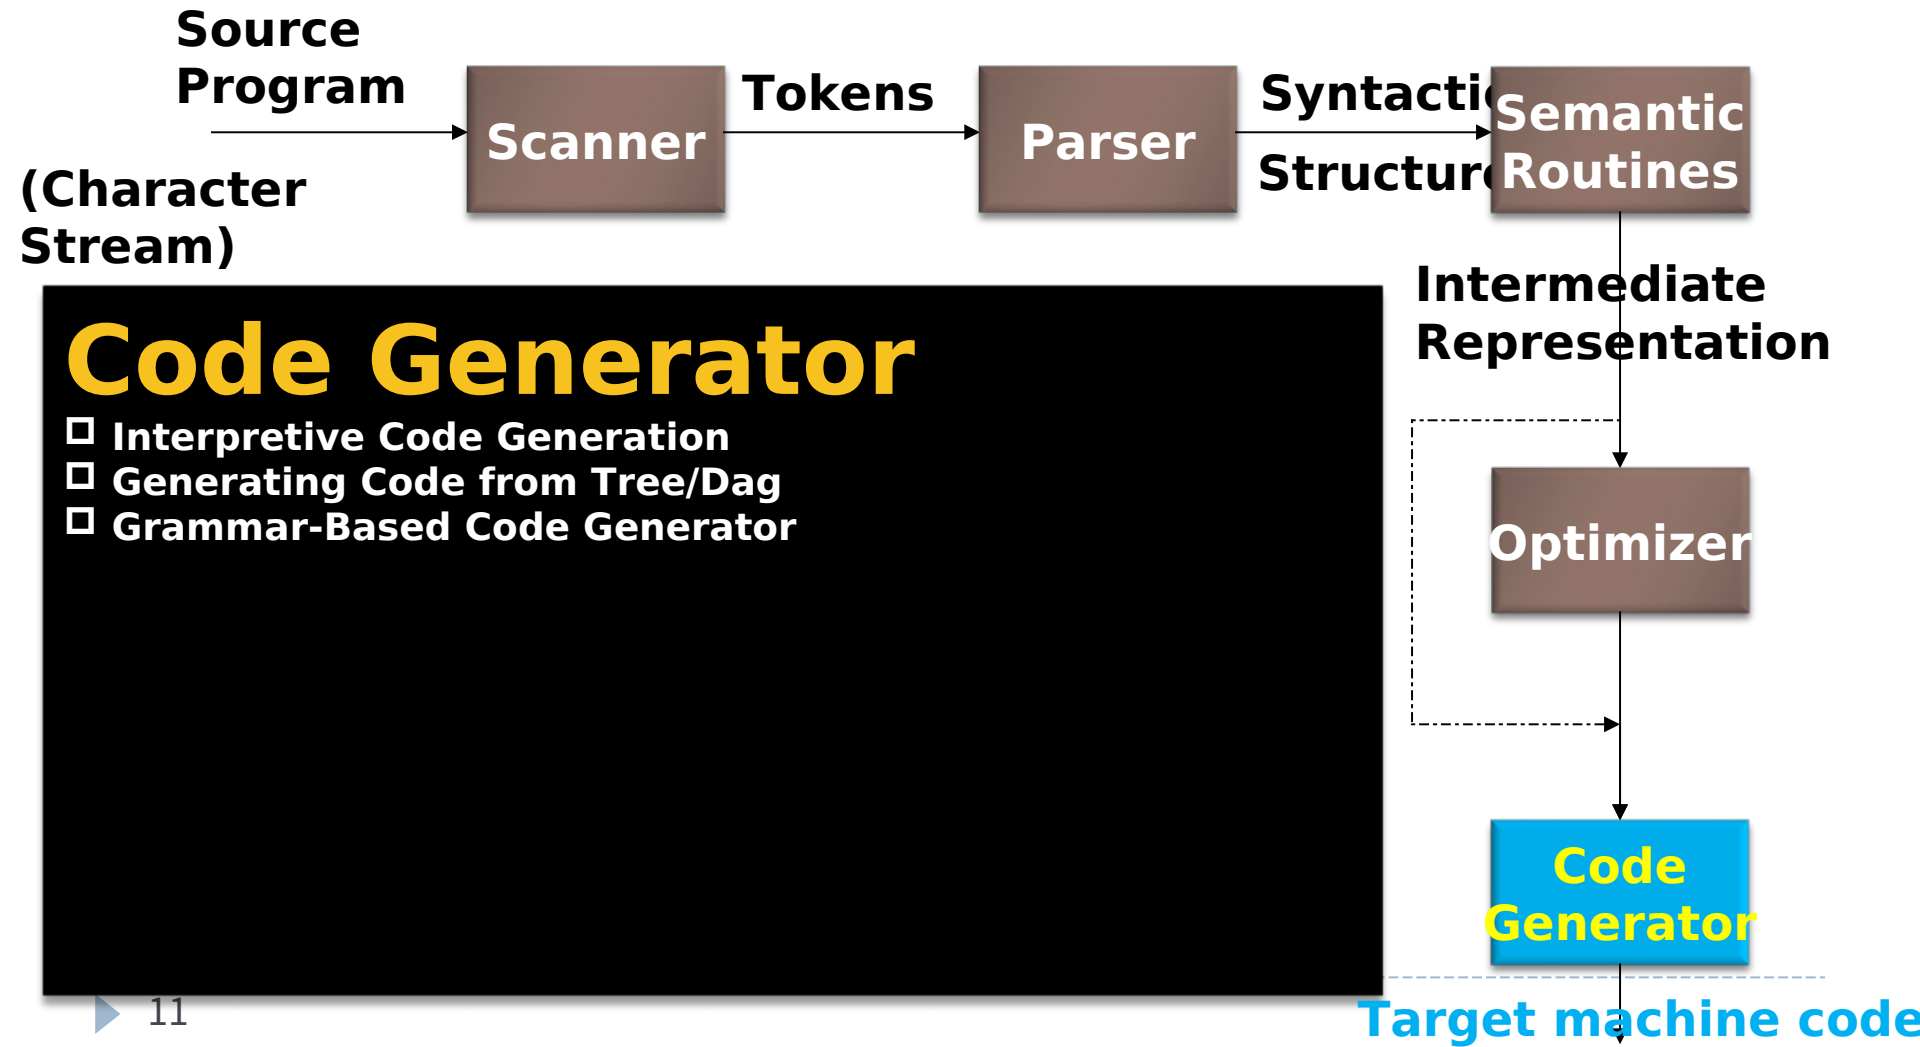 Source
Program
(Character
Stream)
Scanner
Tokens
Parser
Syntactic
Structure
Semantic
Routines
Intermediate
Representation
Code Generator
Interpretive Code Generation
Generating Code from Tree/Dag
Grammar-Based Code Generator
Optimizer
Code
Generator
Target machine code
11